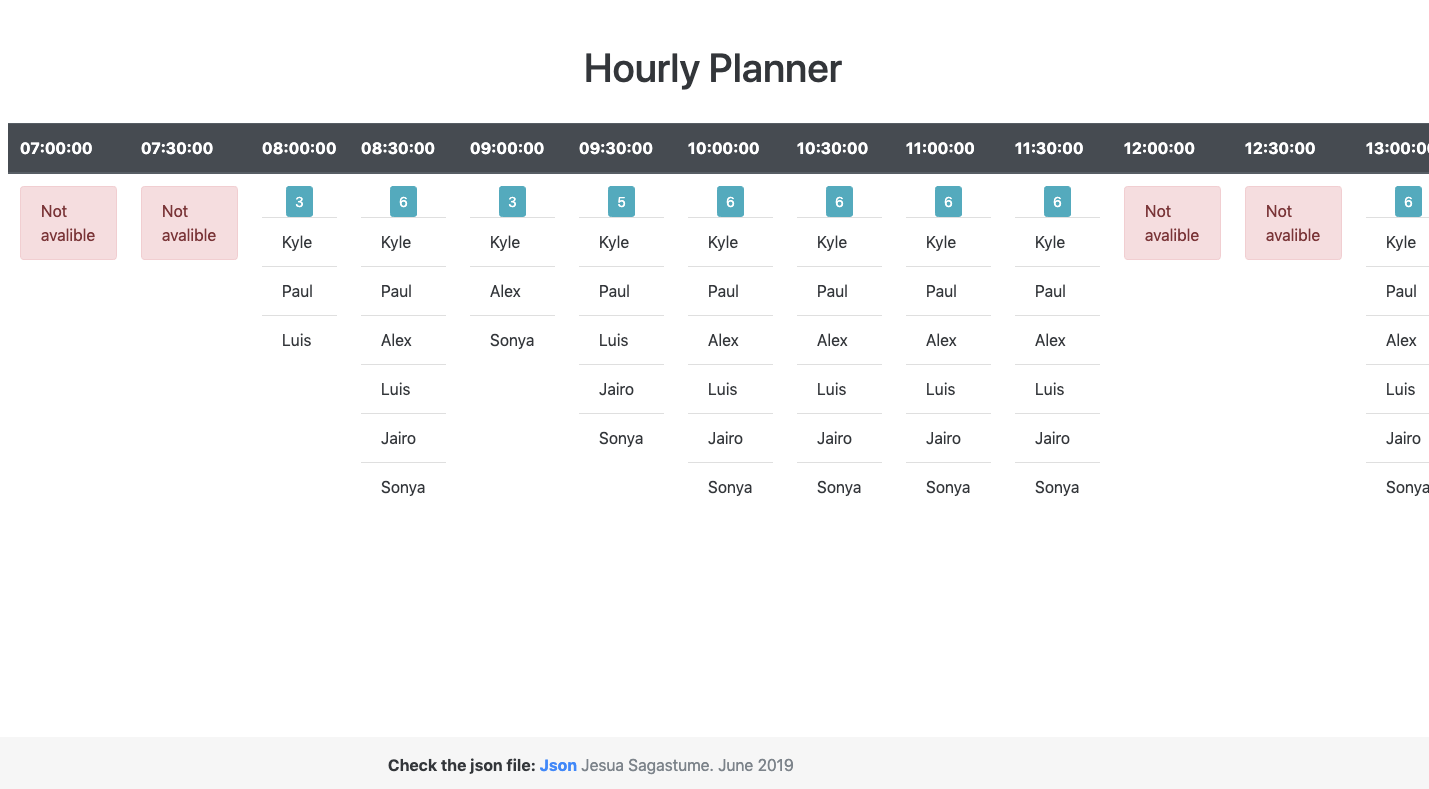 Hourly Planner
07:00:00 07:30:00 08:00:00 08:30:00 09:00:00 09:30:00 10:00:00 10:30:00 11:00:00 11:30:00 12:00:00 12:30:00 13:00:00
3 6 3 5 6 6 6 6 6
Not Not Not Not
avalible avalible avalible avalible
Kyle Kyle Kyle Kyle Kyle Kyle Kyle Kyle Kyle
Paul Paul Alex Paul Paul Paul Paul Paul Paul
Luis Alex Sonya Luis Alex Alex Alex Alex Alex
Luis Jairo Luis Luis Luis Luis Luis
Jairo Sonya Jairo Jairo Jairo Jairo Jairo
Sonya Sonya Sonya Sonya Sonya Sonya
Check the json file: Json Jesua Sagastume. June 2019